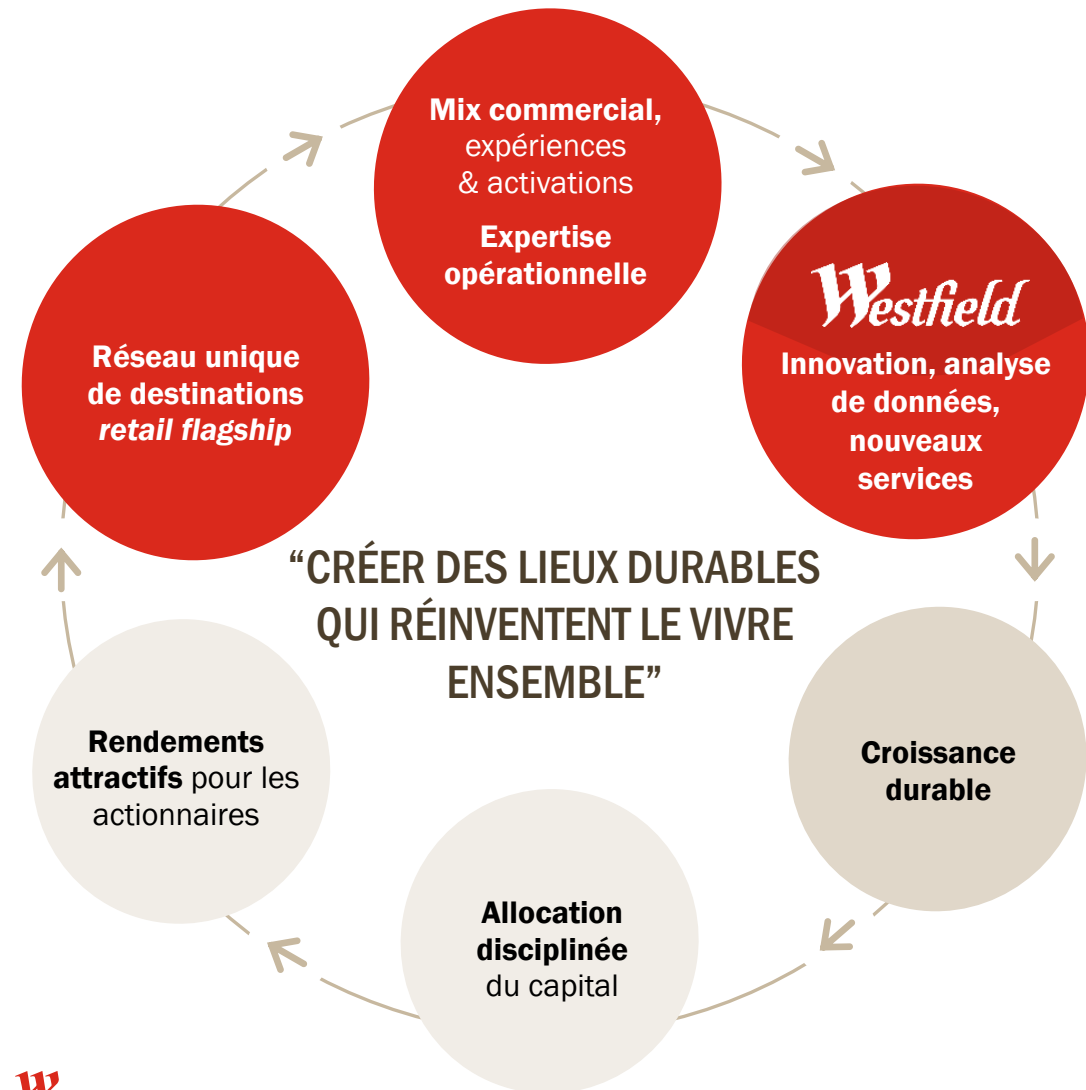 Mix commercial,
expériences
& activations
Expertise
opérationnelle
Westfield
Innovation, analyse
de données,
nouveaux
services
Réseau unique
de destinations
retail flagship
“CRÉER DES LIEUX DURABLES
QUI RÉINVENTENT LE VIVRE
ENSEMBLE”
Rendements
attractifs pour les
actionnaires
Croissance
durable
Allocation
disciplinée
du capital